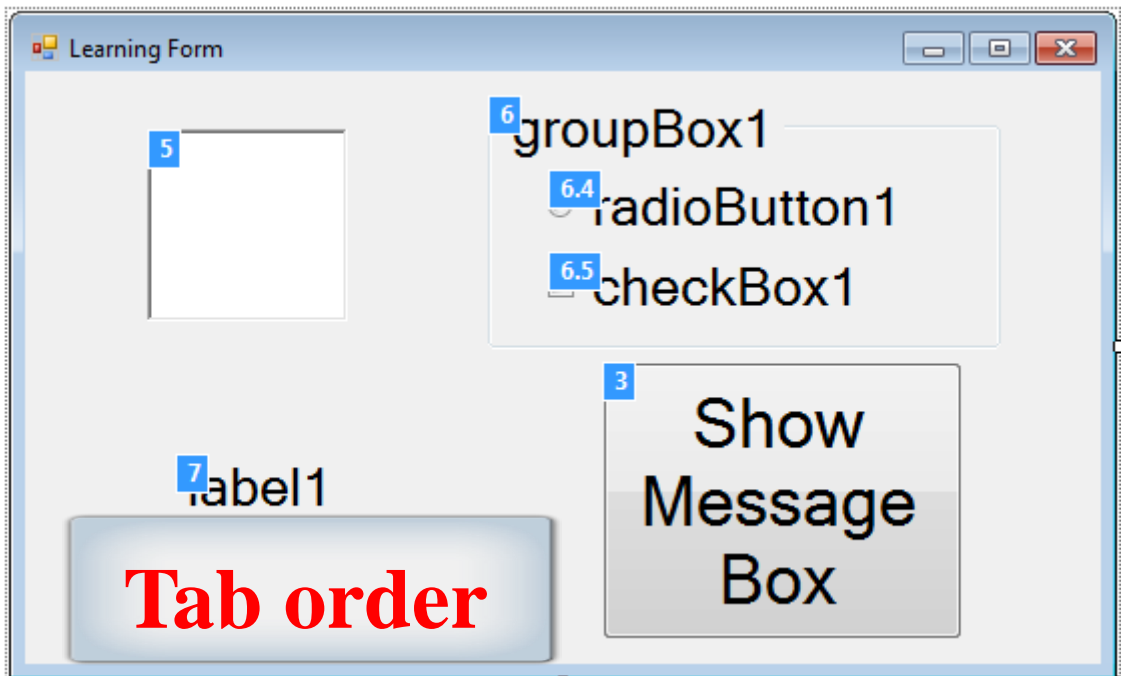 Learning Form
5
6
groupBox1
6.4
radioButton1
6.5
checkBox1
3
Show
Message
Box
7
label1
Tab order